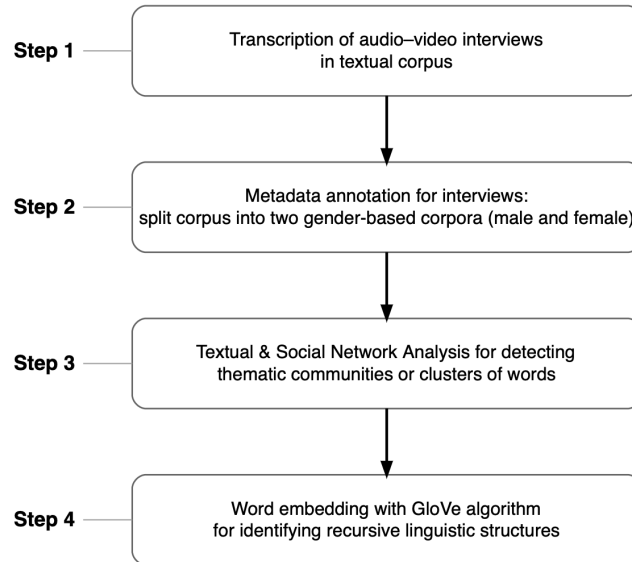 Step 1
Transcription of audio–video interviews
in textual corpus
Step 2
Metadata annotation for interviews:
split corpus into two gender-based corpora (male and female)
Step 3
Textual & Social Network Analysis for detecting
thematic communities or clusters of words
Step 4
Word embedding with GloVe algorithm
for identifying recursive linguistic structures